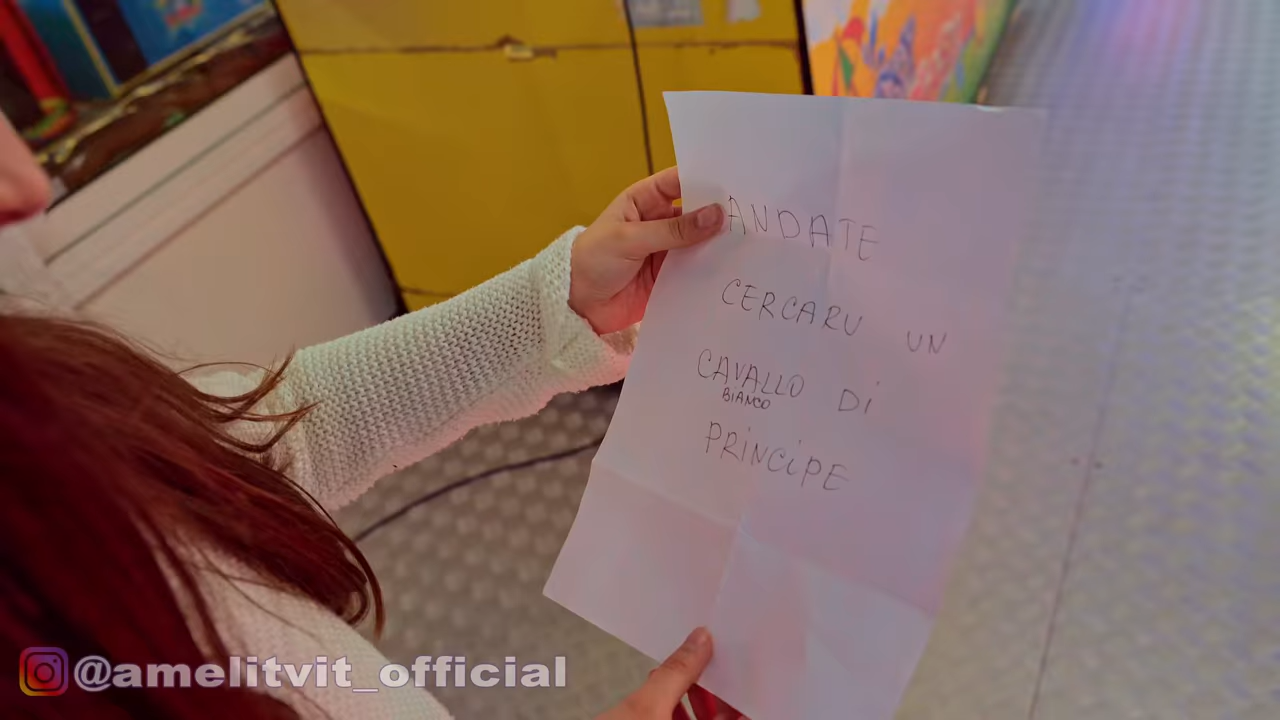 ANDATE
CERCARU UN
CAVALLO Di
BiANCO
PRiNCiPE
@amelitvit_official